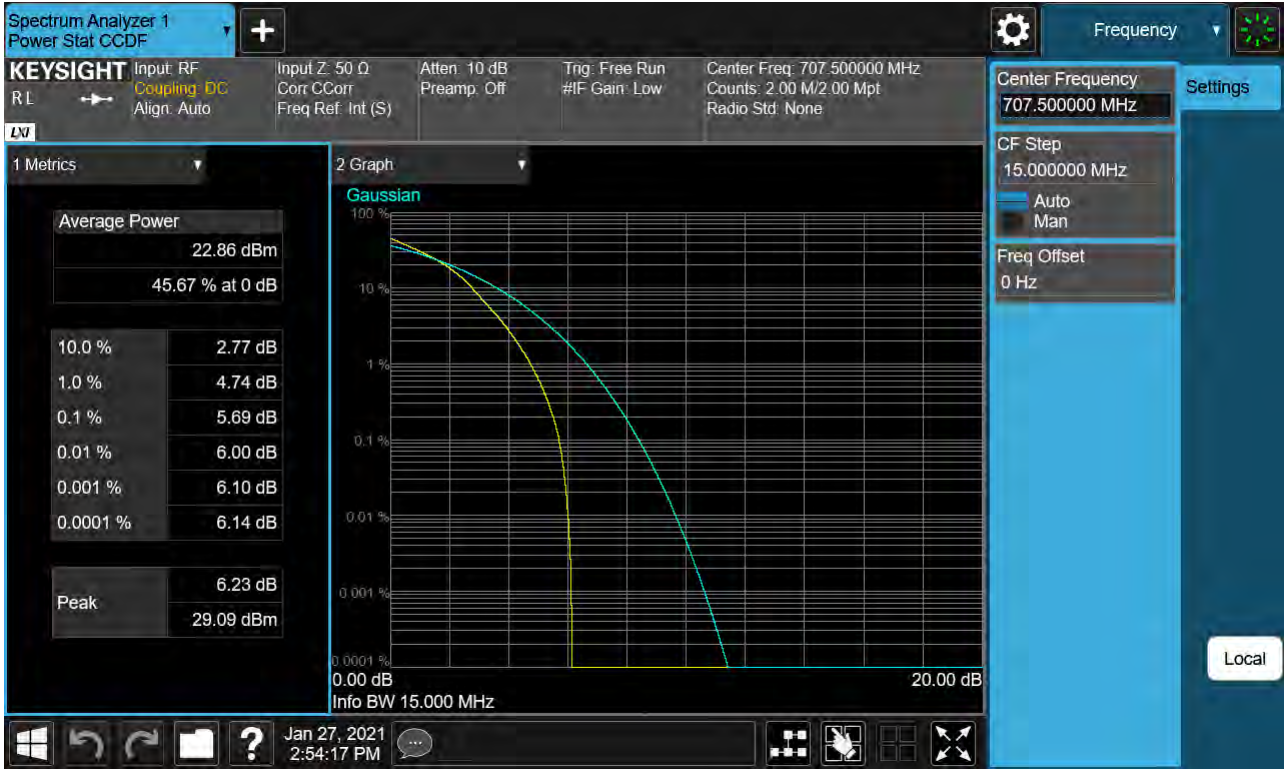 Spectrum Analyzer 1
Power Stat CCDF
Frequency
KEYSIGHT
R L
LXI
Input: RF
Coupling: DC
Align: Auto
Input Z: 50 Ω
Corr CCorr
Freq Ref: Int (S)
Atten: 10 dB
Preamp: Off
Trig: Free Run
#IF Gain: Low
Center Freq: 707.500000 MHz
Counts: 2.00 M/2.00 Mpt
Radio Std: None
Center Frequency
707.500000 MHz
Settings
CF Step
15.000000 MHz
Auto
Man
Freq Offset
0 Hz
Local
1 Metrics
Average Power
22.86 dBm
45.67 % at 0 dB
10.0 % 2.77 dB
1.0 % 4.74 dB
0.1 % 5.69 dB
0.01 % 6.00 dB
0.001 % 6.10 dB
0.0001 % 6.14 dB
Peak
6.23 dB
29.09 dBm
2 Graph
Gaussian
100 %
10 %
1 %
0.1 %
0.01 %
0.001 %
0.0001 %
0.00 dB 20.00 dB
Info BW 15.000 MHz
?
Jan 27, 2021
2:54:17 PM